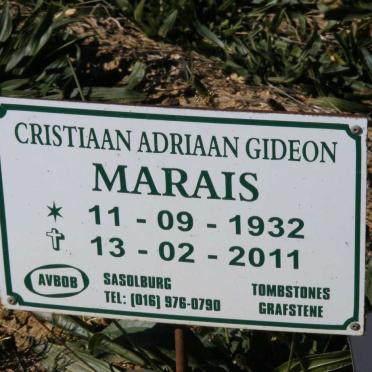 CRISTIAAN ADRIAAN GIDEON
MARAIS
11 - 09 - 1932
13 - 02 - 2011
AVBOB
SASOLBURG
TEL: (016) 976-0790
TOMBSTONES
GRAFSTENE